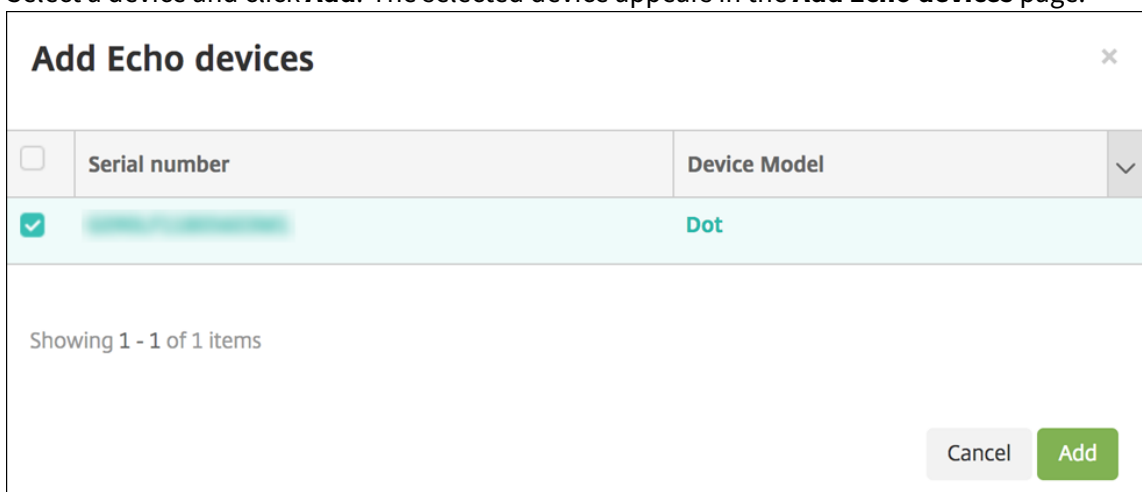 Select a device and click Add. The selected device appears in the Add Echo devices page.
Add Echo devices
Serial number Device Model
Dot
Showing 1 - 1 of 1 items
Cancel Add